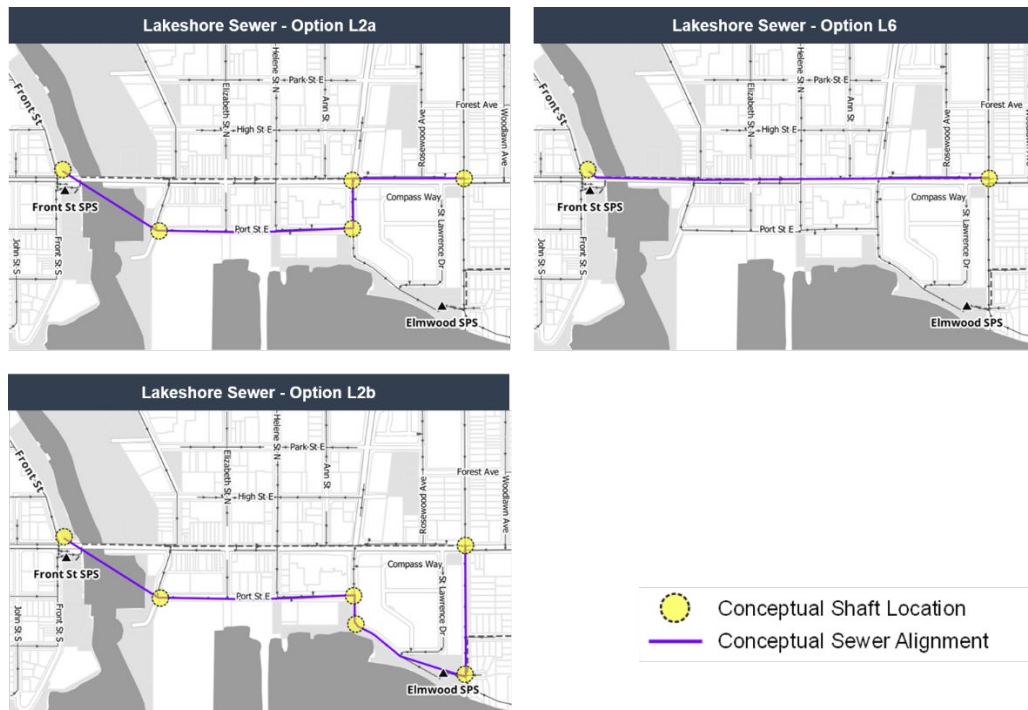 Lakeshore Sewer - Option L2a
Front St
Elizabeth St N
Helene St N
Park St E
Ann St
High St E
Rosewood Ave
Forest Ave
Woodlawn Ave
Front St SPS
Compass Way
Port St E
St Lawrence Dr
John St S
Front St S
Elmwood SPS
Lakeshore Sewer - Option L6
Front St
Elizabeth St N
Helene St N
Park St E
Ann St
High St E
Rosewood Ave
Forest Ave
Woodlawn Ave
Front St SPS
Compass Way
Port St E
St Lawrence Dr
John St S
Front St S
Elmwood SPS
Lakeshore Sewer - Option L2b
Front St
Elizabeth St N
Helene St N
Park St E
Ann St
High St E
Rosewood Ave
Forest Ave
Woodlawn Ave
Front St SPS
Compass Way
Port St E
St Lawrence Dr
John St S
Front St S
Elmwood SPS
Conceptual Shaft Location
Conceptual Sewer Alignment